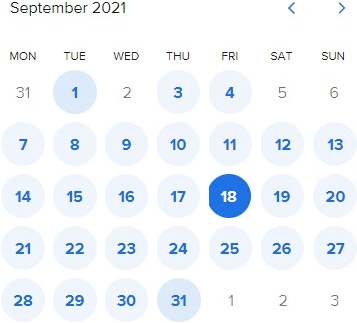 September 2021
MON TUE WED THU FRI SAT SUN
31 1 2 3 4 5 6
7 8 9 10 11 12 13
14 15 16 17 18 19 20
21 22 23 24 25 26 27
28 29 30 31 1 2 3